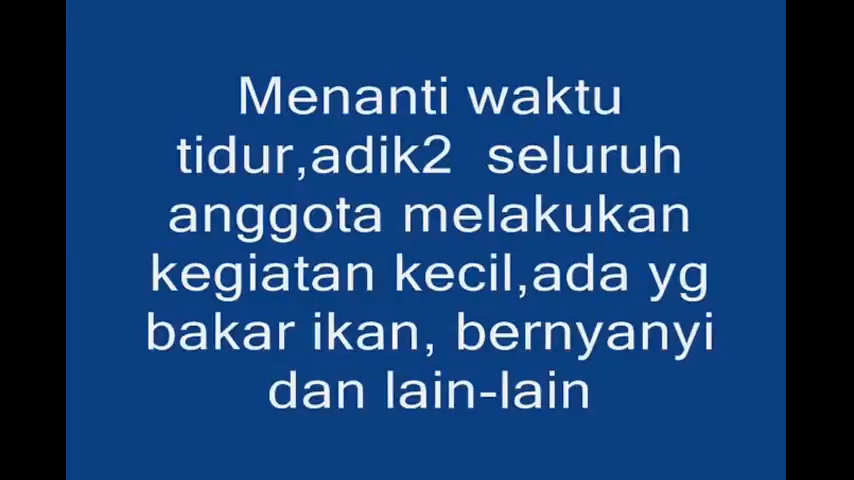 Menanti waktu
tidur,adik2  seluruh
anggota melakukan
kegiatan kecil,ada yg
bakar ikan, bernyanyi
dan lain-lain